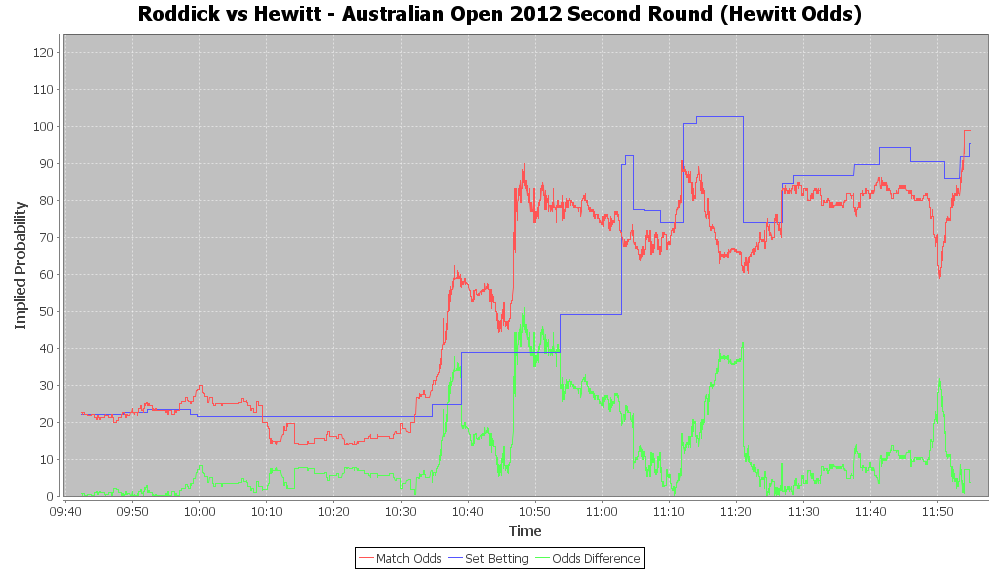 Roddick vs Hewitt - Australian Open 2012 Second Round (Hewitt Odds)
120
110
100
90
80
70
60
50
40
30
20
10
0
Implied Probability
09:40 09:50 10:00 10:10 10:20 10:30 10:40 10:50 11:00 11:10 11:20 11:30 11:40 11:50
Time
Match Odds Set Betting Odds Difference